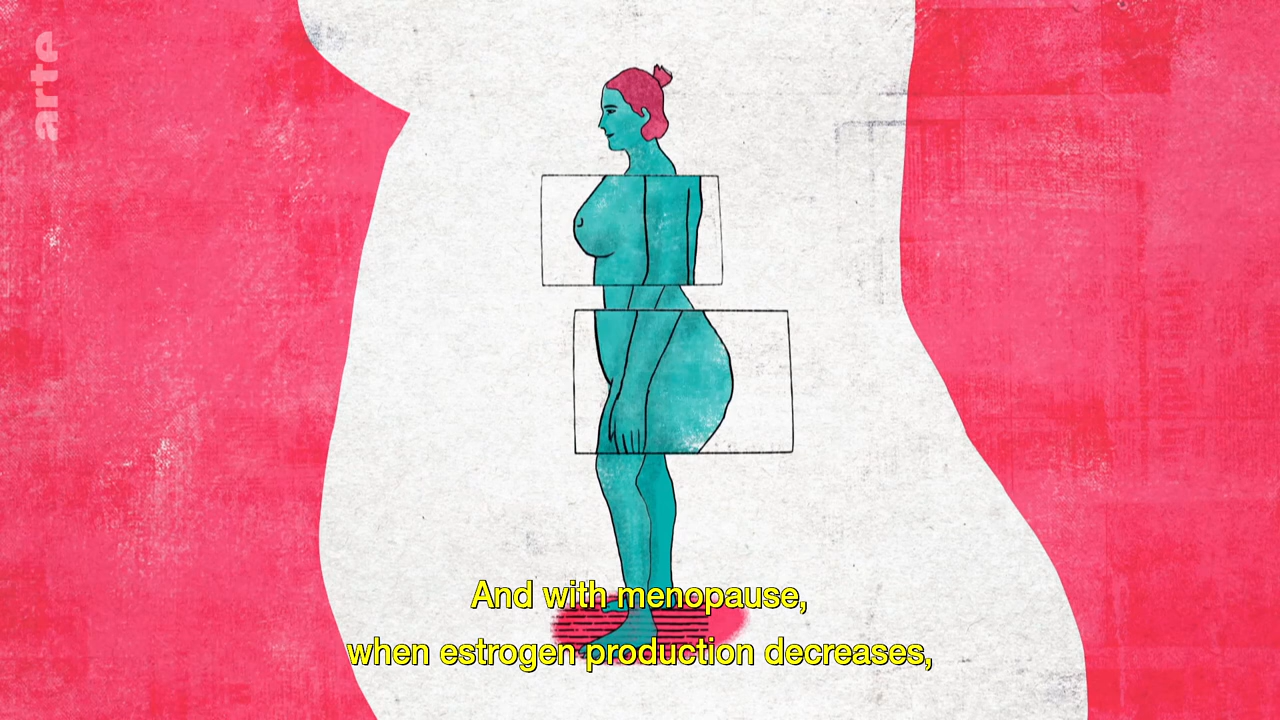 arte
And with menopause,
when estrogen production decreases,